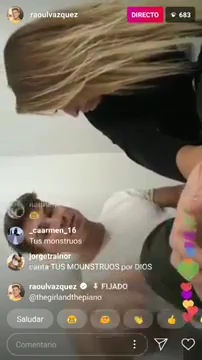 raoulvazquez
DIRECTO
683
_caarmen_16
Tus monstruos
jorgetrainor
canta TUS MOUNSTRUOS por DIOS
raoulvazquez FIJADO
@thegirlandthepiano
Saludar
Comentario